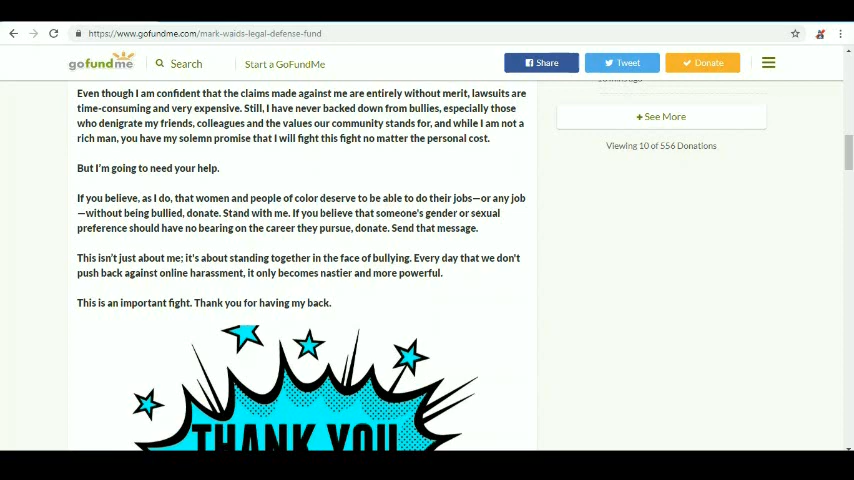 https://www.gofundme.com/mark-waids-legal-defense-fund
gofundme
Search
Start a GoFundMe
Share
Tweet
Donate
Even though I am confident that the claims made against me are entirely without merit, lawsuits are
time-consuming and very expensive. Still, I have never backed down from bullies, especially those
who denigrate my friends, colleagues and the values our community stands for, and while I am not a
rich man, you have my solemn promise that I will fight this fight no matter the personal cost.
But I'm going to need your help.
If you believe, as I do, that women and people of color deserve to be able to do their jobs—or any job
—without being bullied, donate. Stand with me. If you believe that someone's gender or sexual
preference should have no bearing on the career they pursue, donate. Send that message.
This isn't just about me; it's about standing together in the face of bullying. Every day that we don't
push back against online harassment, it only becomes nastier and more powerful.
This is an important fight. Thank you for having my back.
THANK YOU
+ See More
Viewing 10 of 556 Donations